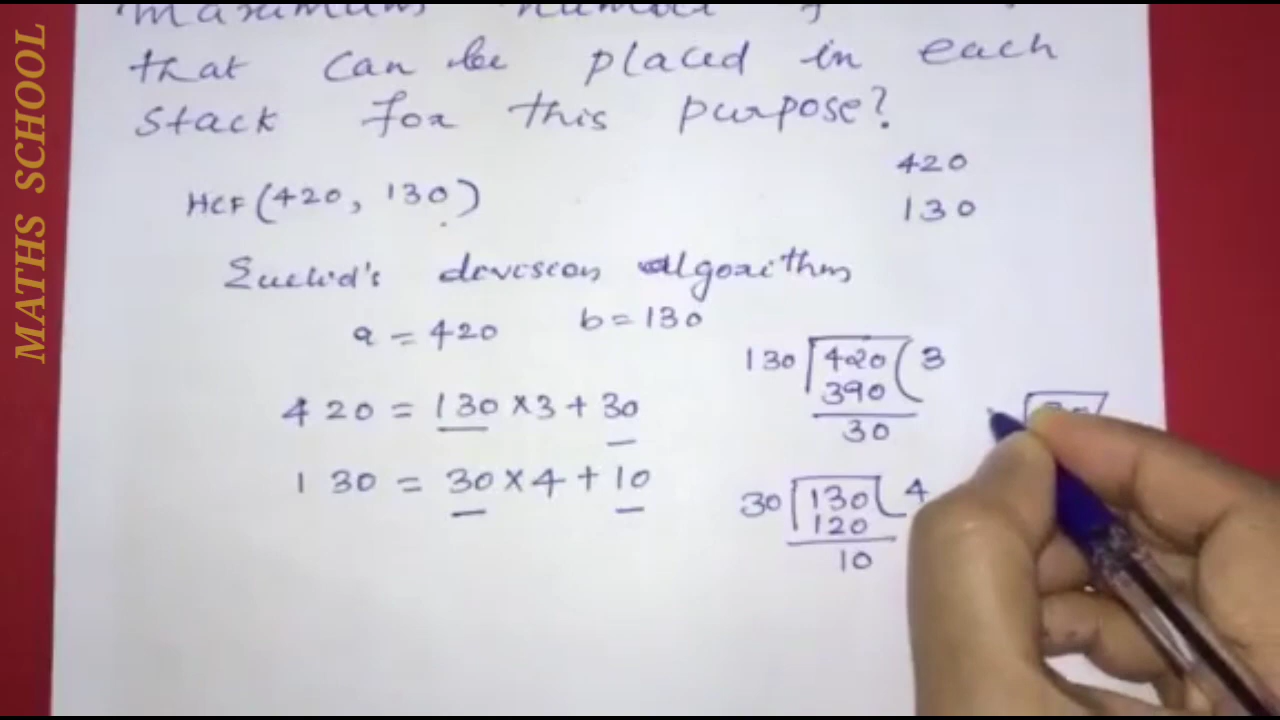 MATHS SCHOOL
that can be placed in each
stack for this purpose?
420
130
HCF (420, 130)
Euclid's devision algorithm
a = 420 b = 130
420 = 130 × 3 + 30
130 = 30 × 4 + 10
130 420 3
390
30
30 130 4
120
10